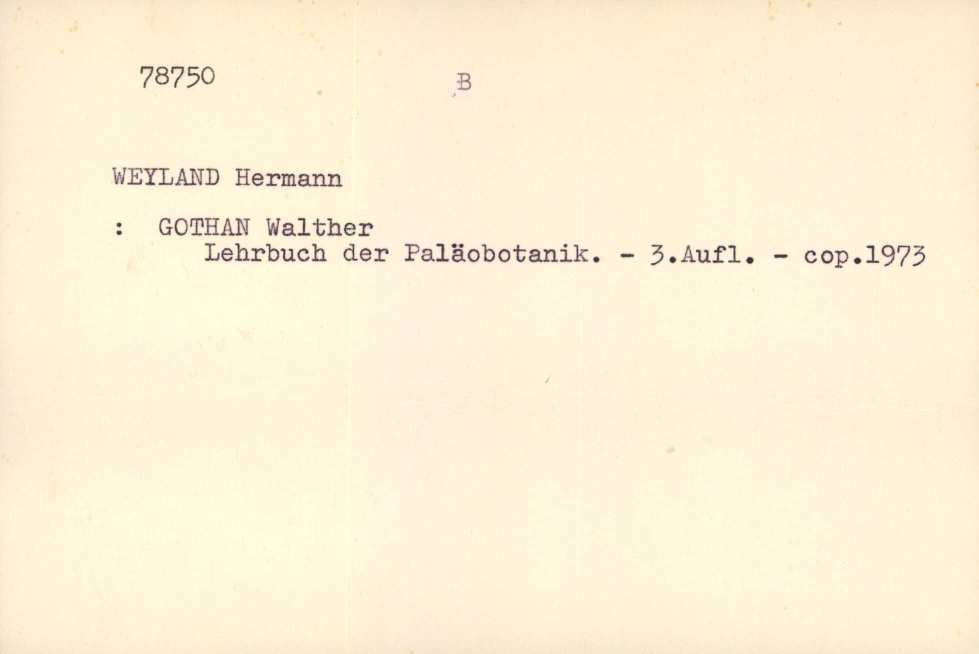 78750 B
WEYLAND Hermann
: GOTHAN Walther
Lehrbuch der Paläobotanik. - 3.Aufl. - cop.1973